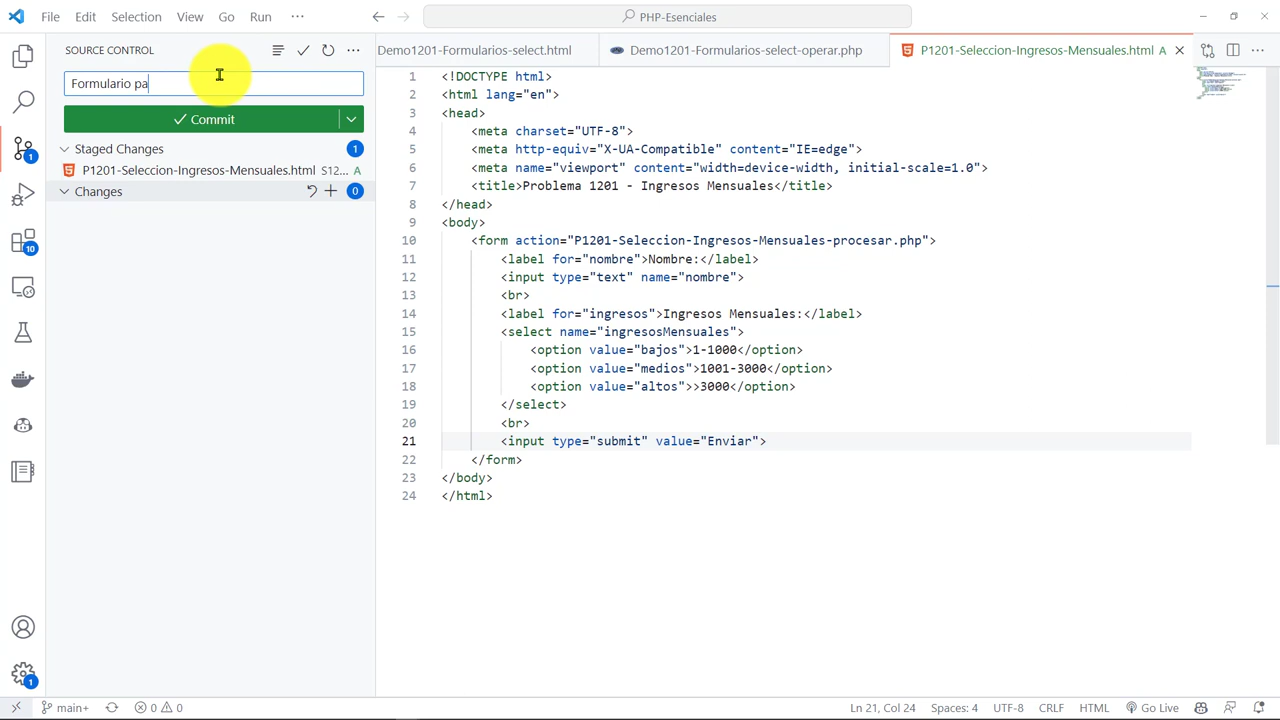 File Edit Selection View Go Run ··· PHP-Esenciales
SOURCE CONTROL
Formulario pa
Commit
Staged Changes 1
P1201-Seleccion-Ingresos-Mensuales.html S12... A
Changes 0
1
10
1
Demo1201-Formularios-select.html Demo1201-Formularios-select-operar.php P1201-Seleccion-Ingresos-Mensuales.html A
1 <!DOCTYPE html>
2 <html lang="en">
3 <head>
4 <meta charset="UTF-8">
5 <meta http-equiv="X-UA-Compatible" content="IE=edge">
6 <meta name="viewport" content="width=device-width, initial-scale=1.0">
7 <title>Problema 1201 - Ingresos Mensuales</title>
8 </head>
9 <body>
10 <form action="P1201-Seleccion-Ingresos-Mensuales-procesar.php">
11 <label for="nombre">Nombre:</label>
12 <input type="text" name="nombre">
13 <br>
14 <label for="ingresos">Ingresos Mensuales:</label>
15 <select name="ingresosMensuales">
16 <option value="bajos">1-1000</option>
17 <option value="medios">1001-3000</option>
18 <option value="altos">>3000</option>
19 </select>
20 <br>
21 <input type="submit" value="Enviar">
22 </form>
23 </body>
24 </html>
main+ 0 0 Ln 21, Col 24 Spaces: 4 UTF-8 CRLF HTML Go Live